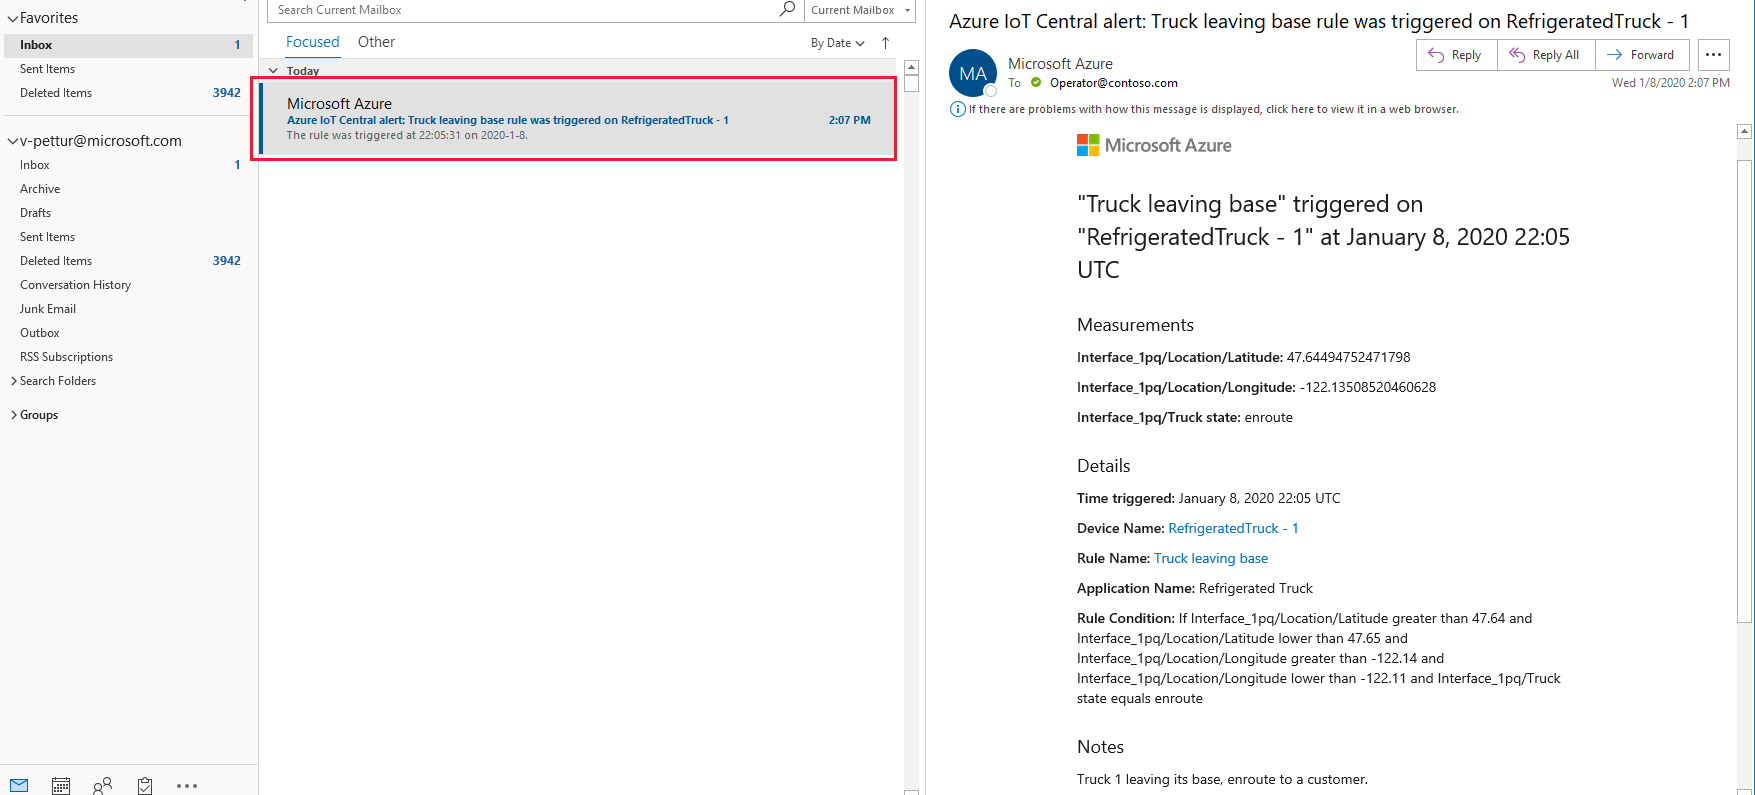 Favorites
Inbox 1
Sent Items
Deleted Items 3942
v-pettur@microsoft.com
Inbox 1
Archive
Drafts
Sent Items
Deleted Items 3942
Conversation History
Junk Email
Outbox
RSS Subscriptions
Search Folders
Groups
Search Current Mailbox
Current Mailbox
Focused Other
By Date
Today
Microsoft Azure
Azure IoT Central alert: Truck leaving base rule was triggered on RefrigeratedTruck - 1 2:07 PM
The rule was triggered at 22:05:31 on 2020-1-8.
Azure IoT Central alert: Truck leaving base rule was triggered on RefrigeratedTruck - 1
MA
Microsoft Azure
To Operator@contoso.com
Reply Reply All Forward
Wed 1/8/2020 2:07 PM
If there are problems with how this message is displayed, click here to view it in a web browser.
Microsoft Azure
"Truck leaving base" triggered on
"RefrigeratedTruck - 1" at January 8, 2020 22:05
UTC
Measurements
Interface_1pq/Location/Latitude: 47.64494752471798
Interface_1pq/Location/Longitude: -122.13508520460628
Interface_1pq/Truck state: enroute
Details
Time triggered: January 8, 2020 22:05 UTC
Device Name: RefrigeratedTruck - 1
Rule Name: Truck leaving base
Application Name: Refrigerated Truck
Rule Condition: If Interface_1pq/Location/Latitude greater than 47.64 and
Interface_1pq/Location/Latitude lower than 47.65 and
Interface_1pq/Location/Longitude greater than -122.14 and
Interface_1pq/Location/Longitude lower than -122.11 and Interface_1pq/Truck
state equals enroute
Notes
Truck 1 leaving its base, enroute to a customer.